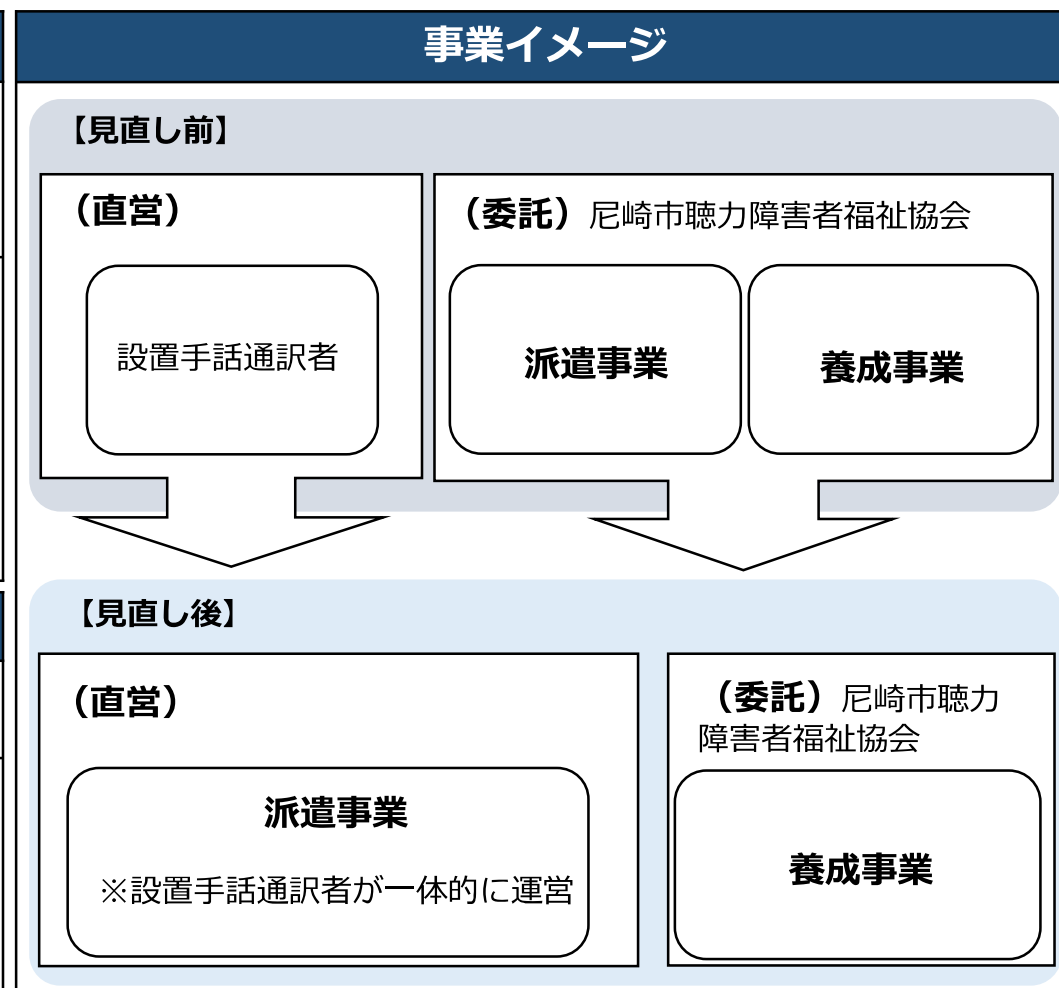 事業イメージ
【見直し前】
（直営）
設置手話通訳者
（委託）尼崎市聴力障害者福祉協会
派遣事業
養成事業
【見直し後】
（直営）
派遣事業
※設置手話通訳者が一体的に運営
（委託）尼崎市聴力
障害者福祉協会
養成事業